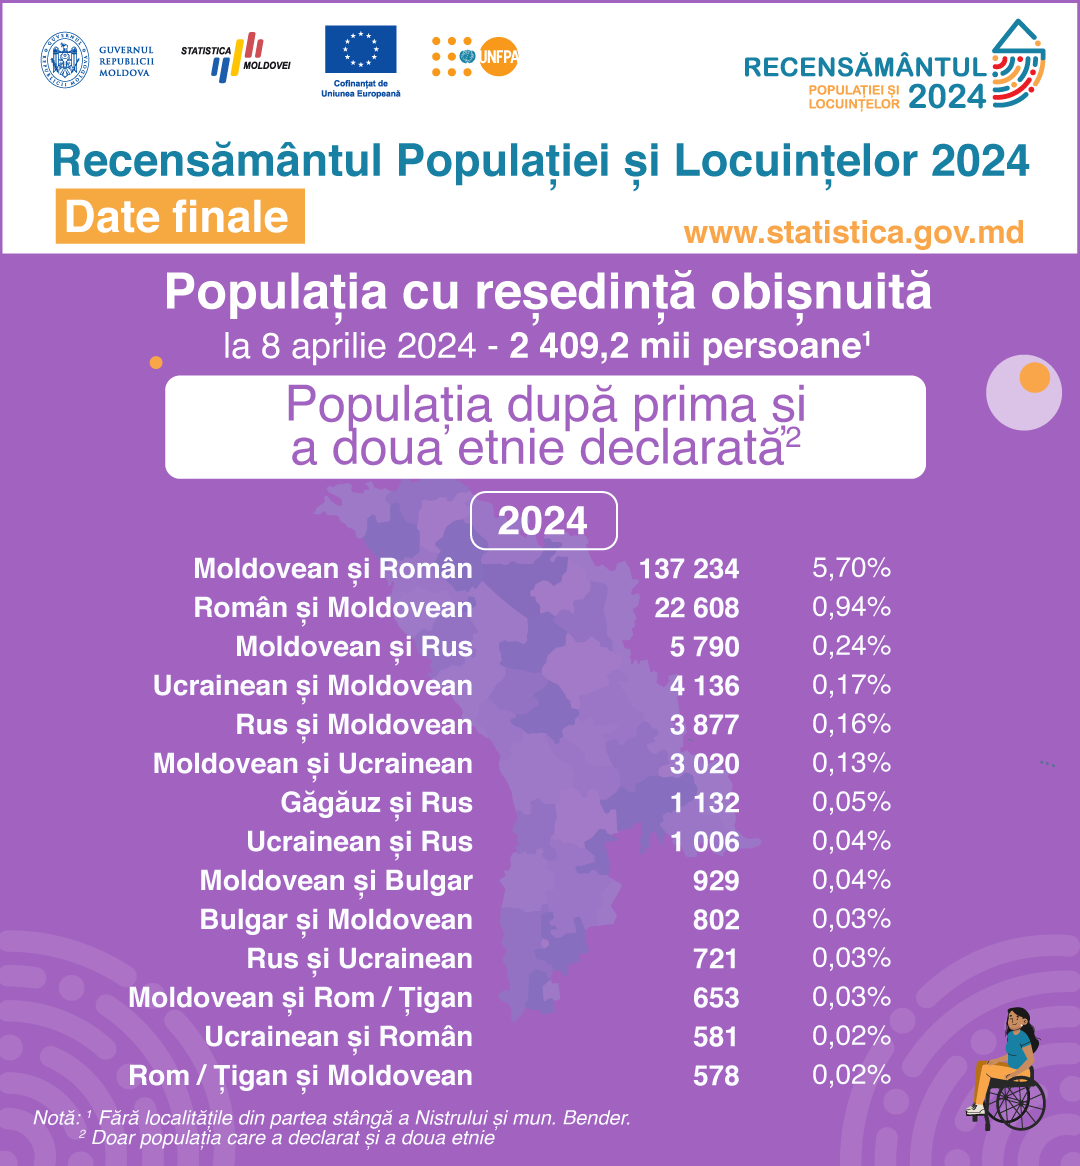 GUVERNUL
REPUBLICII
MOLDOVA
STATISTICA
MOLDOVEI
Cofinanțat de
Uniunea Europeană
UNFPA
RECENSĂMÂNTUL
POPULAȚIEI ȘI
LOCUINȚELOR
2024
Recensământul Populației și Locuințelor 2024
Date finale
www.statistica.gov.md
Populația cu reședință obișnuită
la 8 aprilie 2024 - 2 409,2 mii persoane¹
Populația după prima și
a doua etnie declarată²
2024
Moldovean și Român 137 234 5,70%
Român și Moldovean 22 608 0,94%
Moldovean și Rus 5 790 0,24%
Ucrainean și Moldovean 4 136 0,17%
Rus și Moldovean 3 877 0,16%
Moldovean și Ucrainean 3 020 0,13%
Găgăuz și Rus 1 132 0,05%
Ucrainean și Rus 1 006 0,04%
Moldovean și Bulgar 929 0,04%
Bulgar și Moldovean 802 0,03%
Rus și Ucrainean 721 0,03%
Moldovean și Rom / Țigan 653 0,03%
Ucrainean și Român 581 0,02%
Rom / Țigan și Moldovean 578 0,02%
Notă: ¹ Fără localitățile din partea stângă a Nistrului și mun. Bender.
² Doar populația care a declarat și a doua etnie